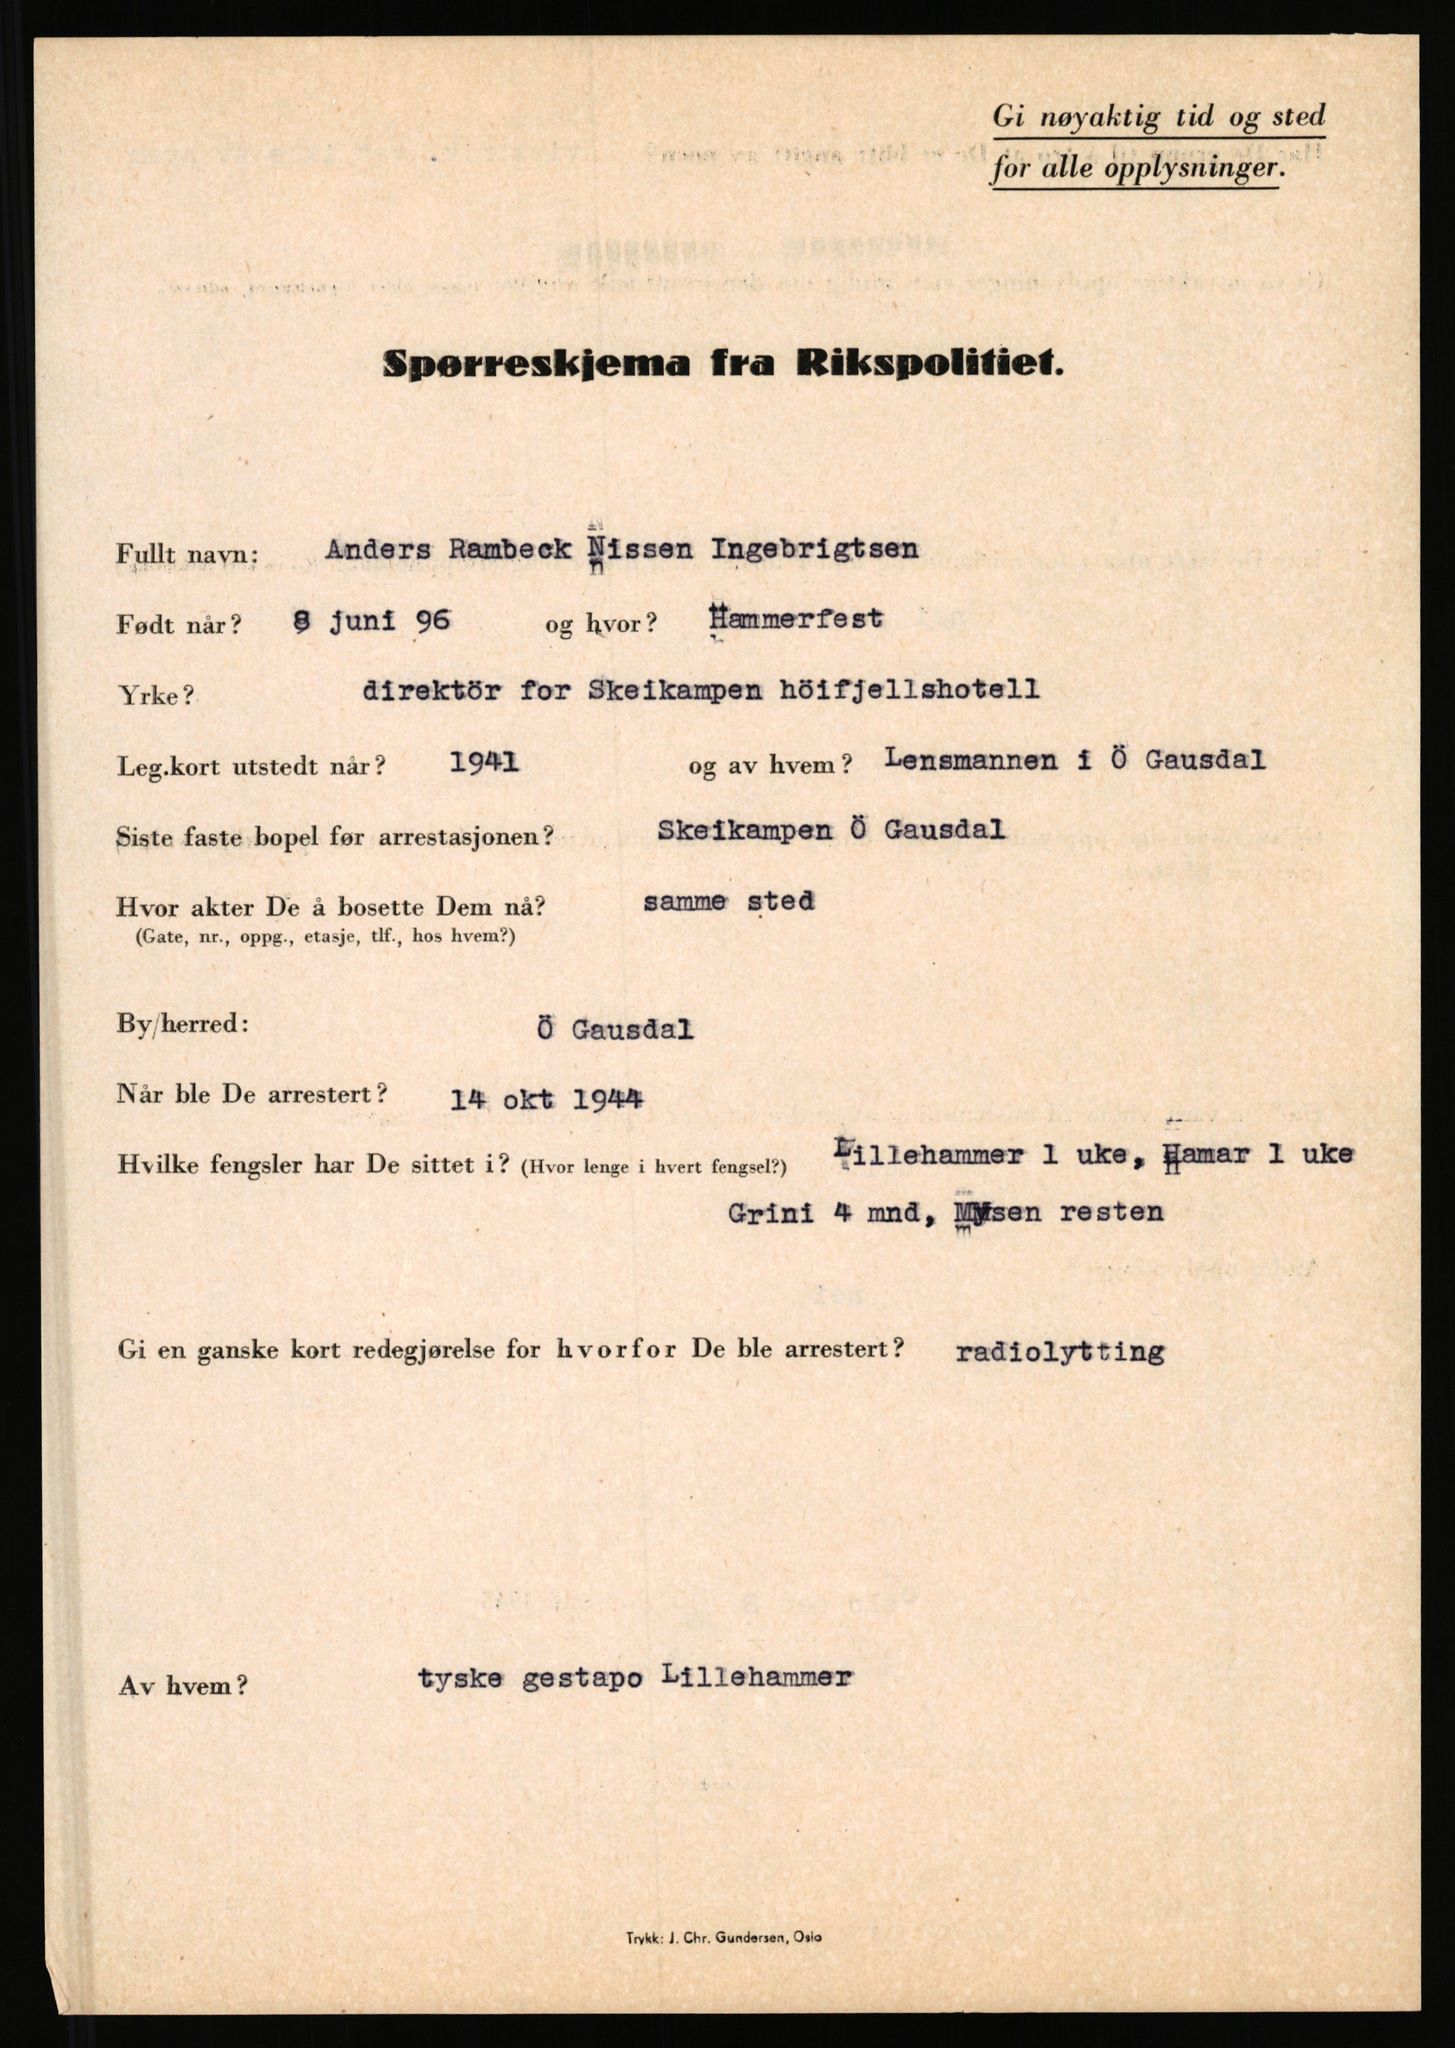 Gi nøyaktig tid og sted
for alle opplysninger.
Spørreskjema fra Rikspolitiet.
Fullt navn: Anders Rambeck Nissen Ingebrigtsen
Født når? 8 juni 96 og hvor? Hammerfest
Yrke? direktör for Skeikampen höifjellshotell
Leg.kort utstedt når? 1941 og av hvem? Lensmannen i Ö Gausdal
Siste faste bopel før arrestasjonen? Skeikampen Ö Gausdal
Hvor akter De å bosette Dem nå? samme sted
(Gate, nr., oppg., etasje, tlf., hos hvem?)
By/herred: Ö Gausdal
Når ble De arrestert? 14 okt 1944
Hvilke fengsler har De sittet i? (Hvor lenge i hvert fengsel?) Lillehammer 1 uke, Hamar 1 uke
Grini 4 mnd, Mysen resten
Gi en ganske kort redegjørelse for hvorfor De ble arrestert? radiolytting
Av hvem? tyske gestapo Lillehammer
Trykk: J. Chr. Gundersen, Oslo